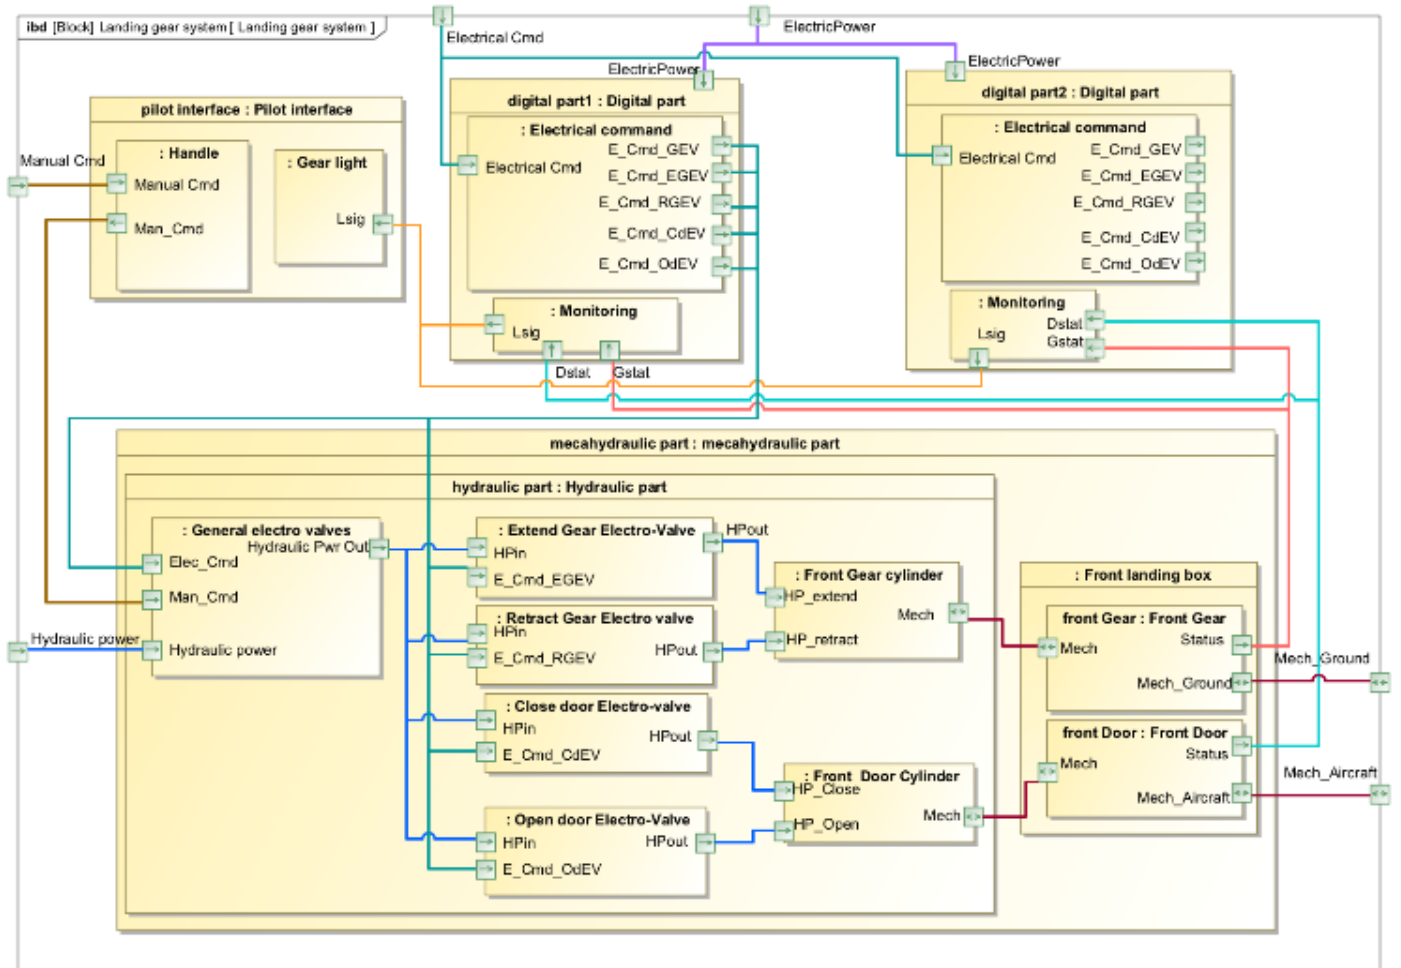 ibd [Block] Landing gear system [ Landing gear system ]
Electrical Cmd
ElectricPower
ElectricPower
ElectricPower
pilot interface : Pilot interface
Manual Cmd
: Handle
Manual Cmd
Man_Cmd
: Gear light
Lsig
digital part1 : Digital part
: Electrical command
Electrical Cmd
E_Cmd_GEV
E_Cmd_EGEV
E_Cmd_RGEV
E_Cmd_CdEV
E_Cmd_OdEV
: Monitoring
Lsig
Dstat
Gstat
digital part2 : Digital part
: Electrical command
Electrical Cmd
E_Cmd_GEV
E_Cmd_EGEV
E_Cmd_RGEV
E_Cmd_CdEV
E_Cmd_OdEV
: Monitoring
Lsig
Dstat
Gstat
mecahydraulic part : mecahydraulic part
hydraulic part : Hydraulic part
: General electro valves
Hydraulic Pwr Out
Elec_Cmd
Man_Cmd
Hydraulic power
Hydraulic power
: Extend Gear Electro-Valve
HPin
E_Cmd_EGEV
HPout
: Retract Gear Electro valve
HPin
E_Cmd_RGEV
HPout
: Close door Electro-valve
HPin
E_Cmd_CdEV
HPout
: Open door Electro-Valve
HPin
E_Cmd_OdEV
HPout
: Front Gear cylinder
HP_extend
HP_retract
Mech
: Front Door Cylinder
HP_Close
HP_Open
Mech
: Front landing box
front Gear : Front Gear
Status
Mech
Mech_Ground
front Door : Front Door
Status
Mech
Mech_Aircraft
Mech_Ground
Mech_Aircraft